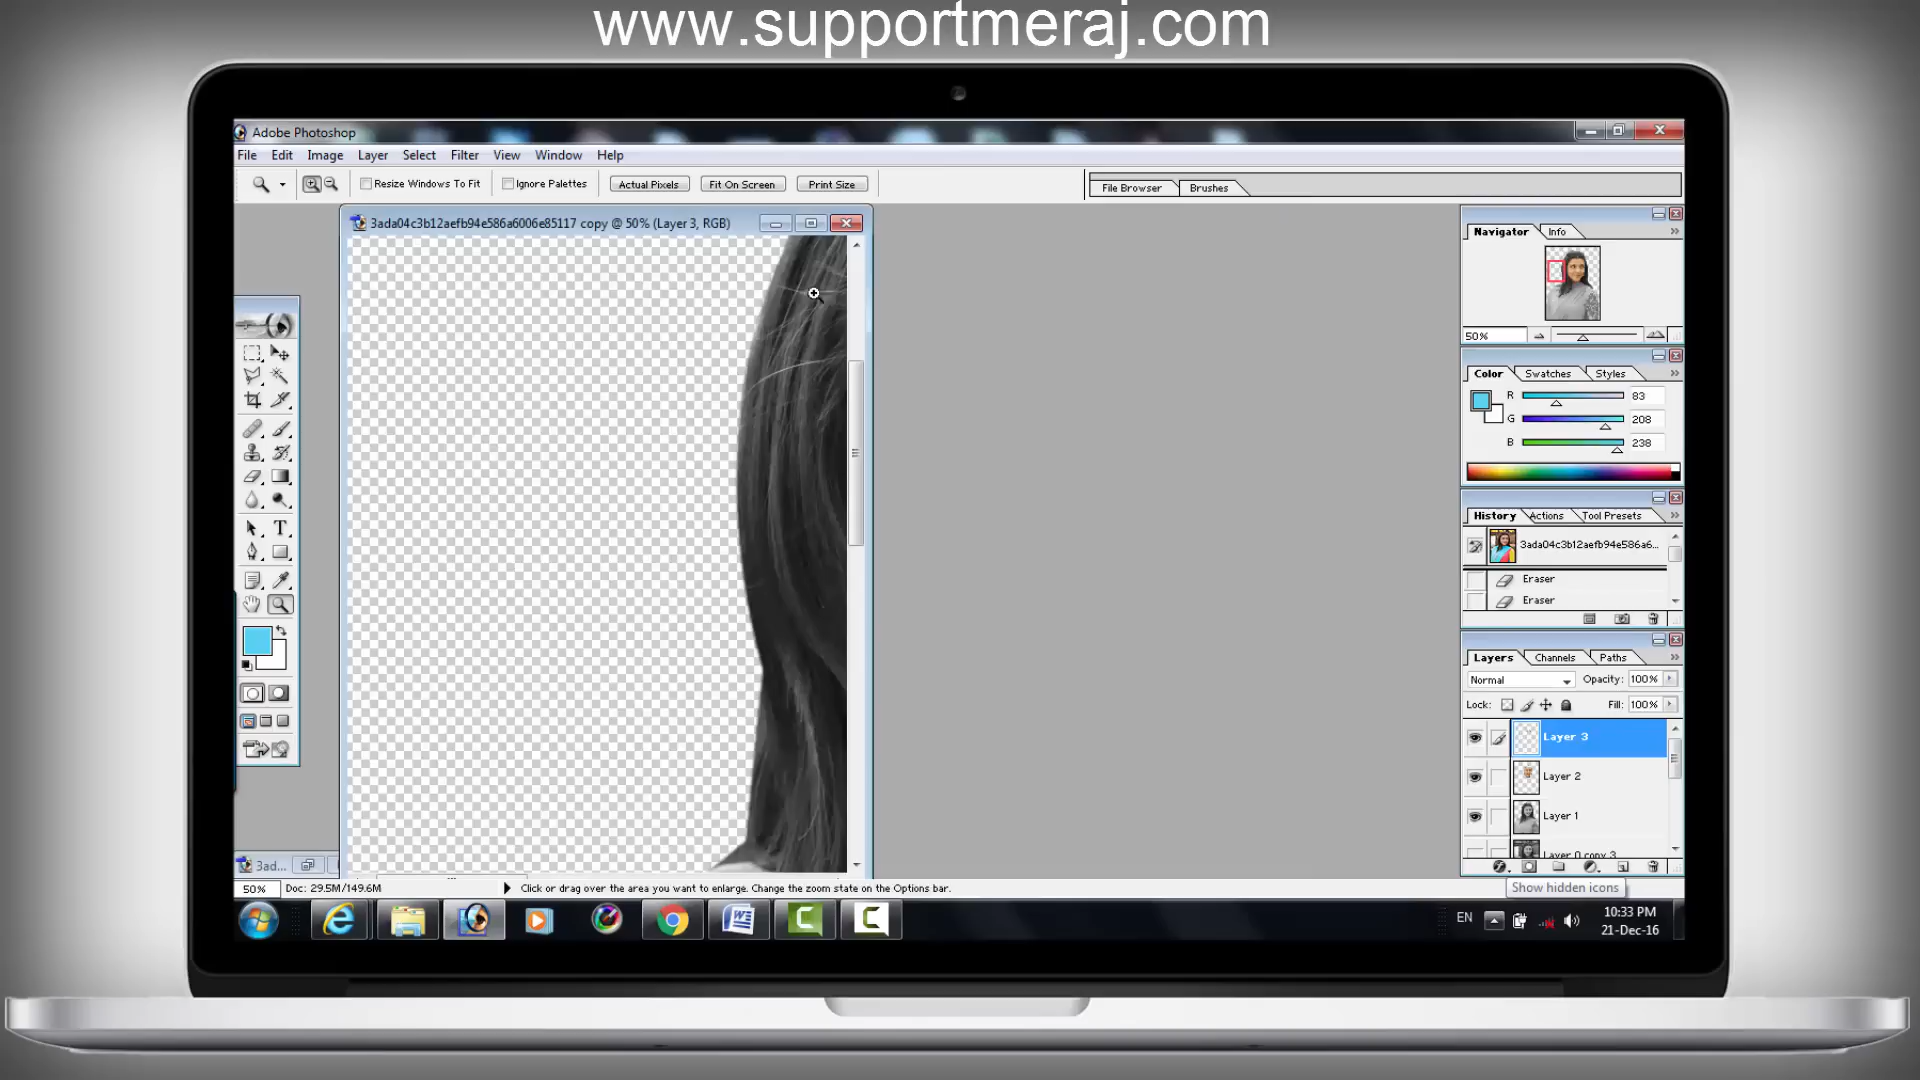 www.supportmeraj.com
Adobe Photoshop
File Edit Image Layer Select Filter View Window Help
Resize Windows To Fit Ignore Palettes Actual Pixels Fit On Screen Print Size File Browser Brushes
3ada04c3b12aefb94e586a6006e85117 copy @ 50% (Layer 3, RGB)
Navigator Info
50%
Color Swatches Styles
R 83
G 208
B 238
History Actions Tool Presets
3ada04c3b12aefb94e586a6...
Eraser
Eraser
Layers Channels Paths
Normal Opacity: 100%
Lock: Fill: 100%
Layer 3
Layer 2
Layer 1
Layer 0 copy 3
T
3ad...
50% Doc: 29.5M/149.6M Click or drag over the area you want to enlarge. Change the zoom state on the Options bar.
Show hidden icons
EN 10:33 PM
21-Dec-16